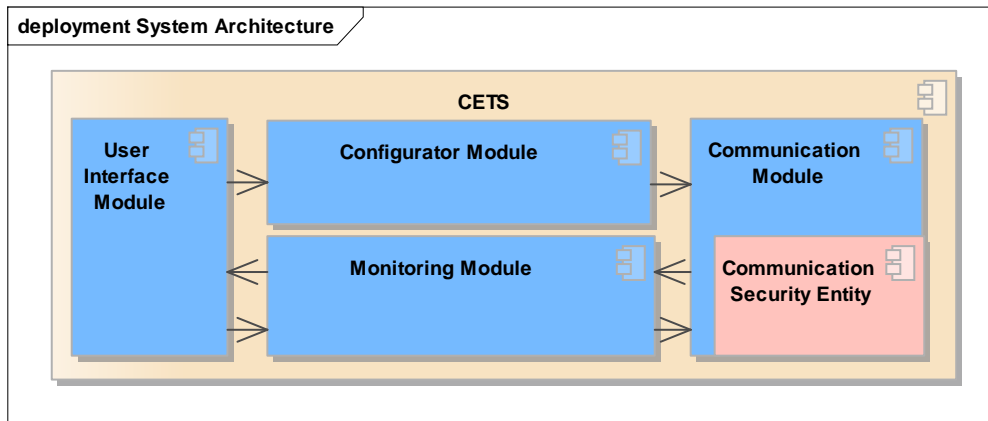 deployment System Architecture
CETS
User
Interface
Module
Configurator Module
Communication
Module
Monitoring Module
Communication
Security Entity